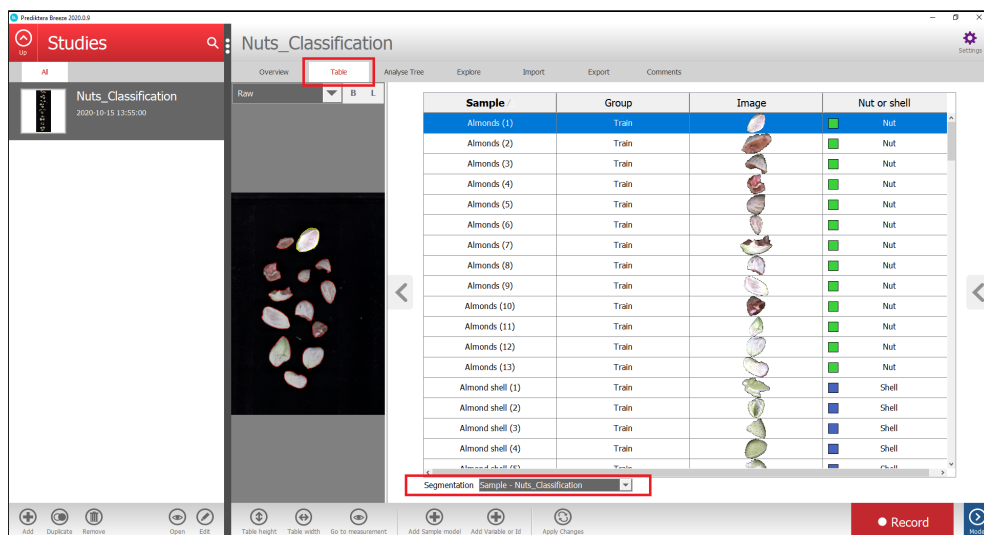 Prediktera Breeze 2020.0.9
Up
Studies
Nuts_Classification
Settings
All
Overview
Table
Analyse Tree
Explore
Import
Export
Comments
Nuts_Classification
2020-10-15 13:55:00
Raw
B
L
Sample
Group
Image
Nut or shell
Almonds (1) Train Nut
Almonds (2) Train Nut
Almonds (3) Train Nut
Almonds (4) Train Nut
Almonds (5) Train Nut
Almonds (6) Train Nut
Almonds (7) Train Nut
Almonds (8) Train Nut
Almonds (9) Train Nut
Almonds (10) Train Nut
Almonds (11) Train Nut
Almonds (12) Train Nut
Almonds (13) Train Nut
Almond shell (1) Train Shell
Almond shell (2) Train Shell
Almond shell (3) Train Shell
Almond shell (4) Train Shell
Almond shell (5) Train Shell
Segmentation Sample - Nuts_Classification
Add
Duplicate
Remove
Open
Edit
Table height
Table width
Go to measurement
Add Sample model
Add Variable or Id
Apply Changes
Record